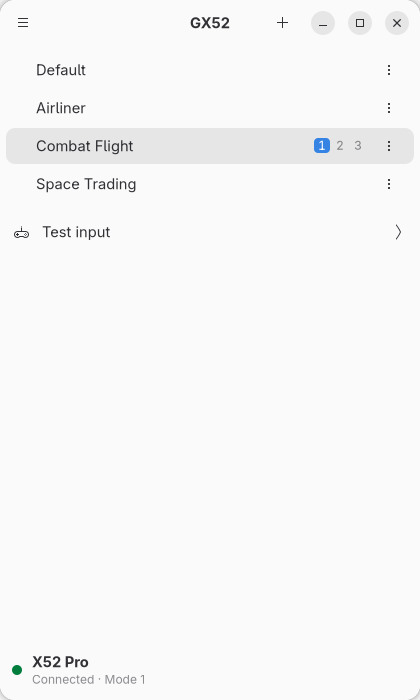 GX52
Default
Airliner
Combat Flight 1 2 3
Space Trading
Test input
X52 Pro
Connected · Mode 1